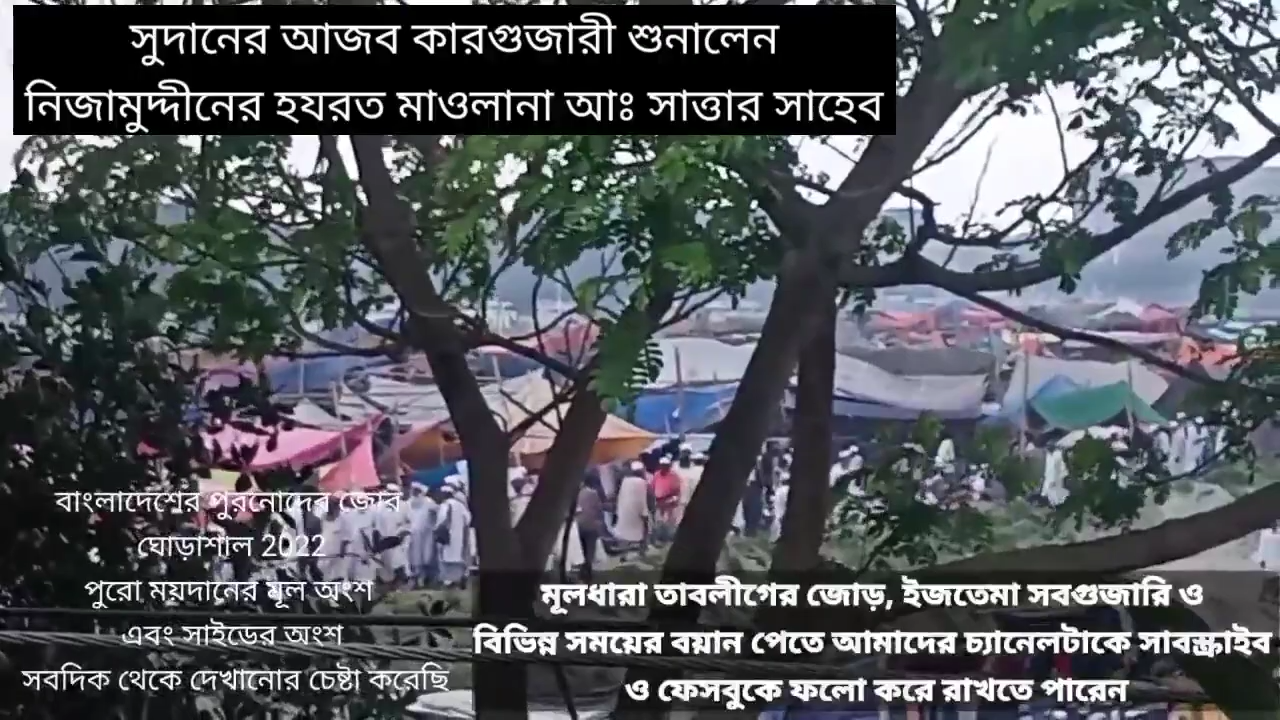 সুদানের আজব কারগুজারী শুনালেন
নিজামুদ্দীনের হযরত মাওলানা আঃ সাত্তার সাহেব
বাংলাদেশের পুরনোদের জোর
ঘোড়াশাল 2022
পুরো ময়দানের মূল অংশ
এবং সাইডের অংশ
সবদিক থেকে দেখানোর চেষ্টা করেছি
মূলধারা তাবলীগের জোড়, ইজতেমা সবগুজারি ও
বিভিন্ন সময়ের বয়ান পেতে আমাদের চ্যানেলটাকে সাবস্ক্রাইব
ও ফেসবুকে ফলো করে রাখতে পারেন